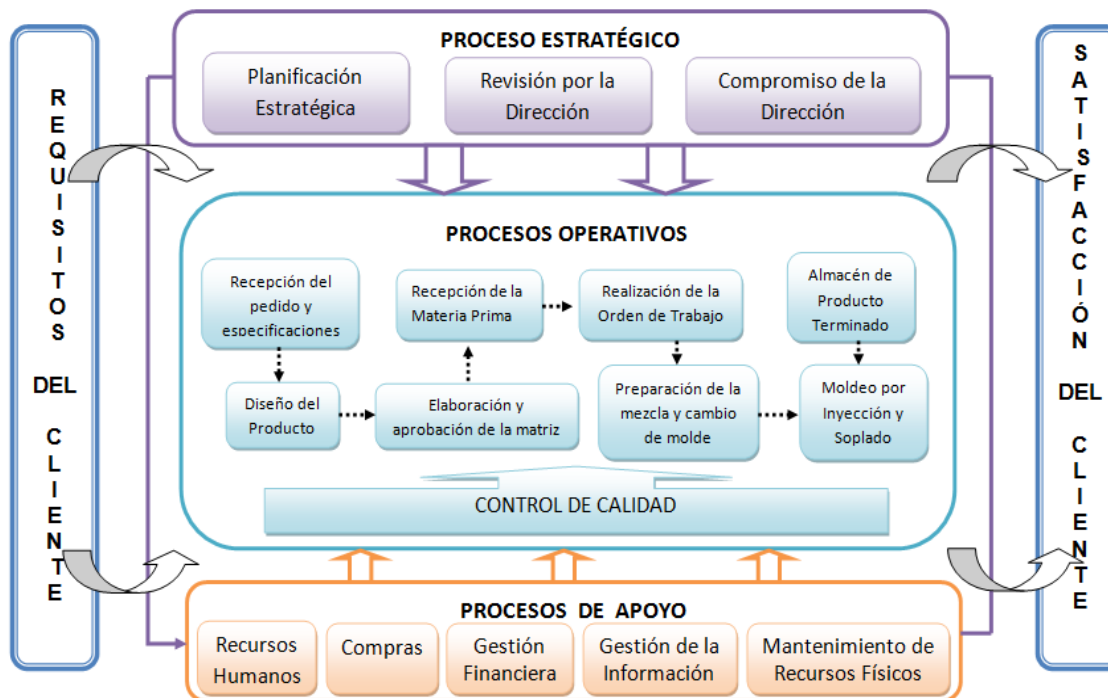 REQUISITOS
DEL
CLIENTE
PROCESO ESTRATÉGICO
Planificación
Estratégica
Revisión por la
Dirección
Compromiso de la
Dirección
PROCESOS OPERATIVOS
Recepción del
pedido y
especificaciones
Recepción de la
Materia Prima
Realización de la
Orden de Trabajo
Almacén de
Producto
Terminado
Diseño del
Producto
Elaboración y
aprobación de la matriz
Preparación de la
mezcla y cambio
de molde
Moldeo por
Inyección y
Soplado
CONTROL DE CALIDAD
PROCESOS DE APOYO
Recursos
Humanos
Compras
Gestión
Financiera
Gestión de la
Información
Mantenimiento de
Recursos Físicos
SATISFACCIÓN
DEL
CLIENTE